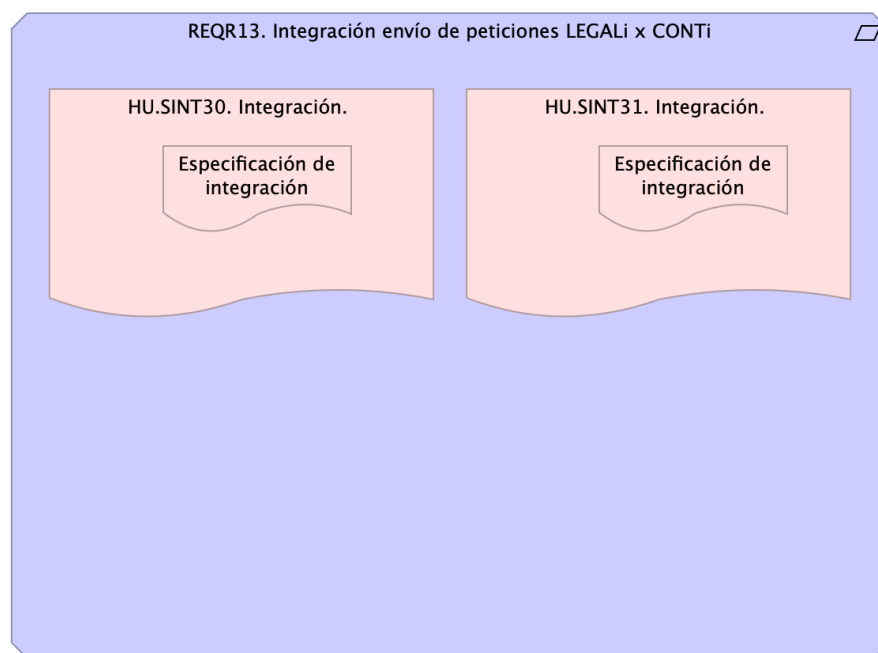 REQR13. Integración envío de peticiones LEGALi x CONTi
HU.SINT30. Integración.
Especificación de
integración
HU.SINT31. Integración.
Especificación de
integración